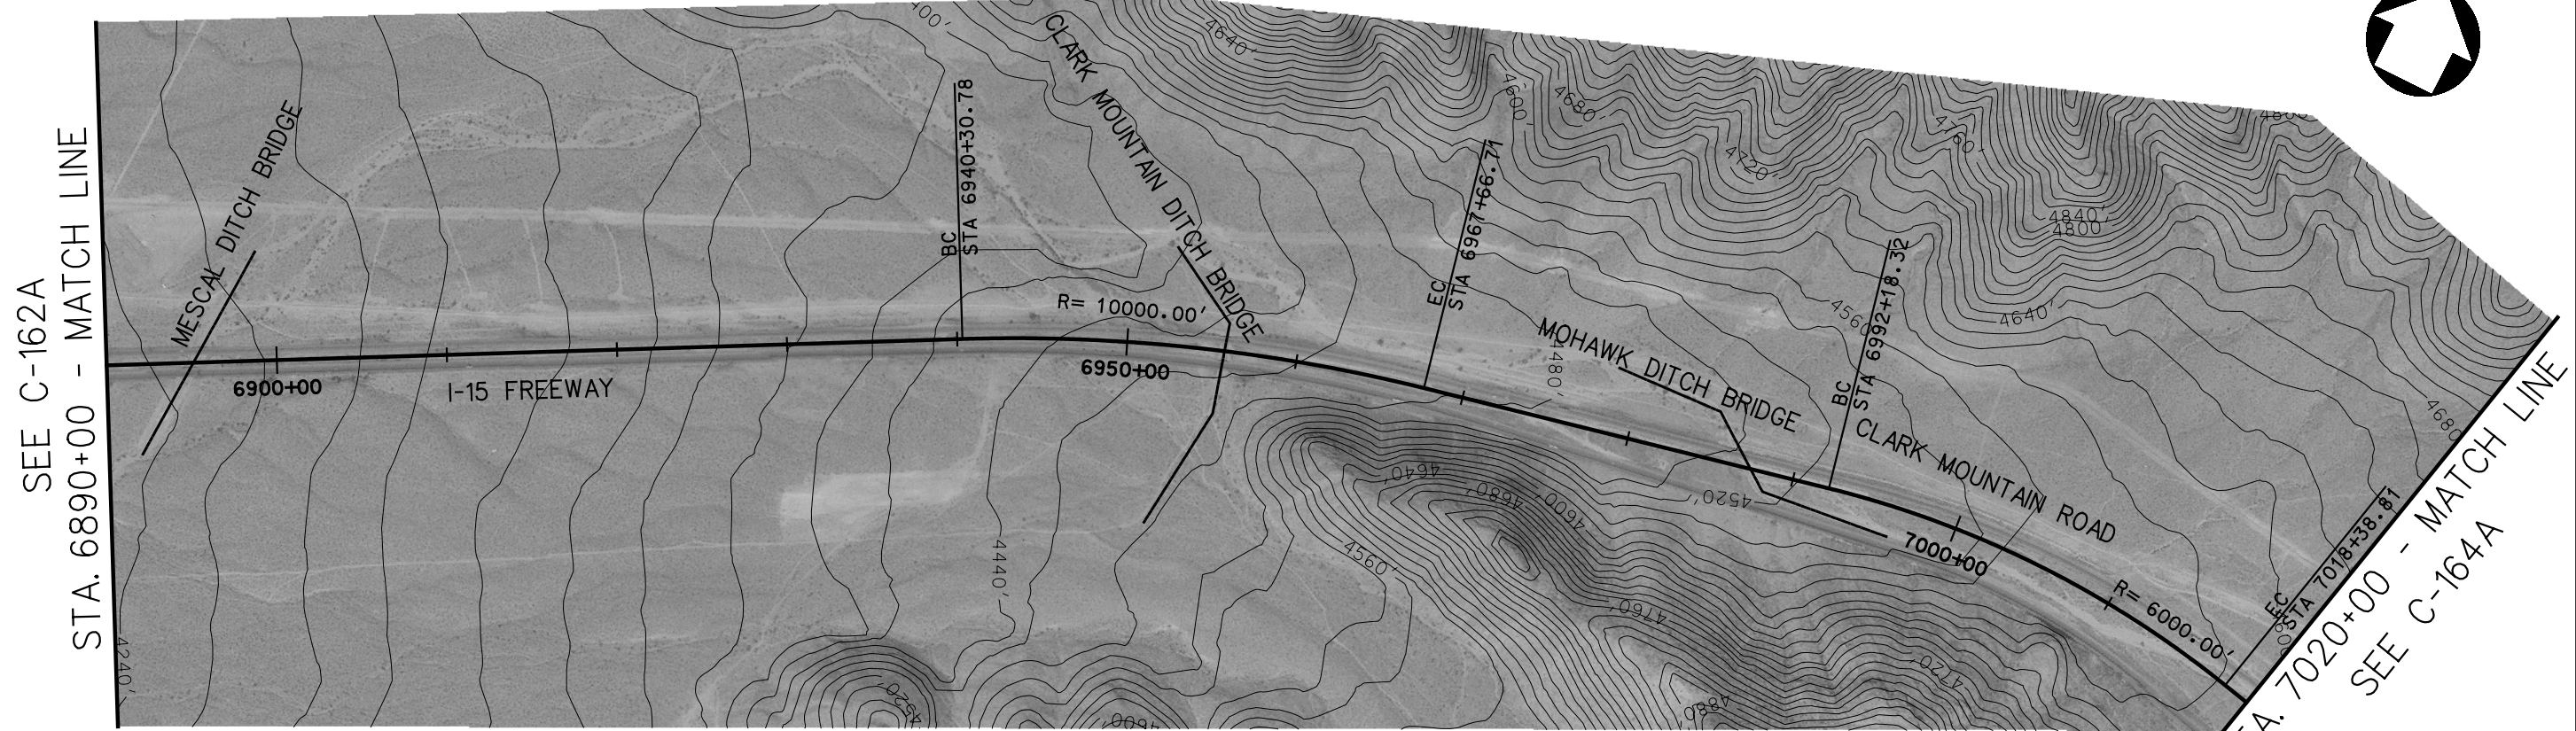 SEE C-162A
STA. 6890+00 - MATCH LINE
MESCAL DITCH BRIDGE
6900+00
I-15 FREEWAY
4240'
BC
STA 6940+30.78
R= 10000.00'
6950+00
CLARK MOUNTAIN DITCH BRIDGE
4440'
4520'
4600'
4640'
4600'
4680'
EC
STA 6967+66.71
4480'
MOHAWK DITCH BRIDGE
4640'
4680'
4600'
4520'
4560'
4760'
4720'
4880'
4720'
4760'
4840'
4800'
4800'
4560'
4640'
BC
STA 6992+18.32
CLARK MOUNTAIN ROAD
7000+00
R= 6000.00'
4680'
EC
STA 7018+38.81
STA. 7020+00 - MATCH LINE
SEE C-164A